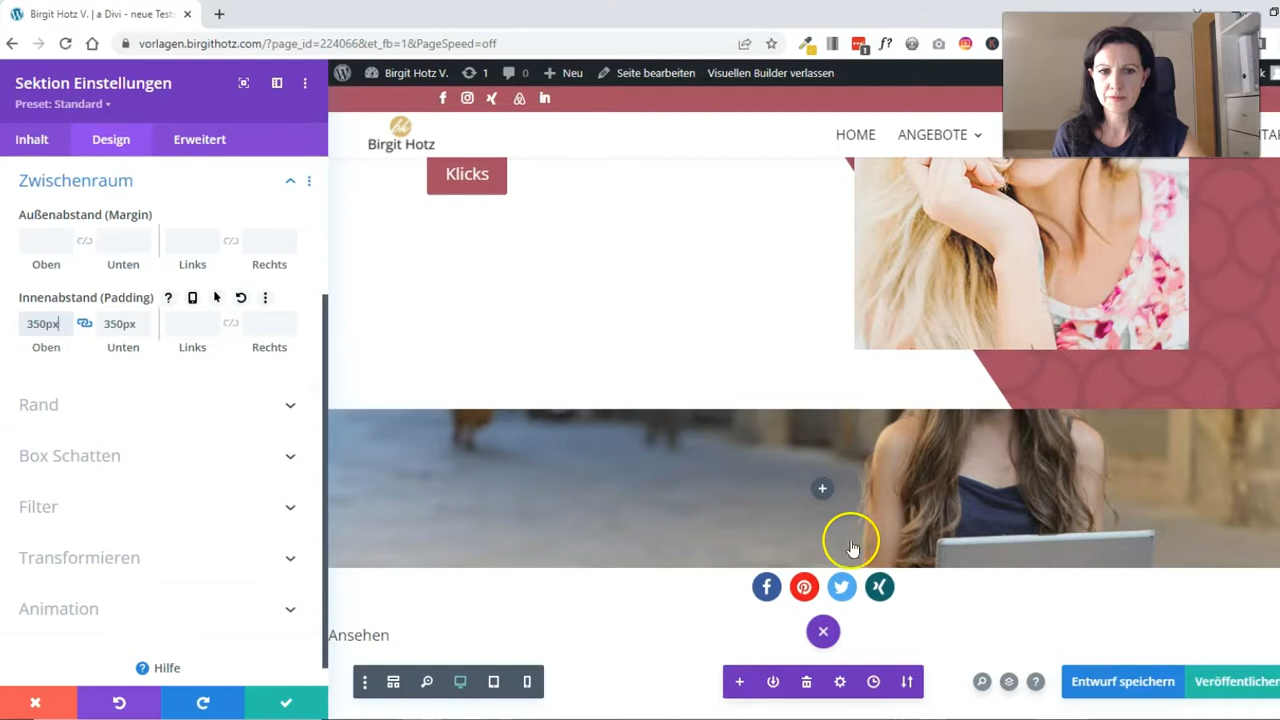 Birgit Hotz V. | a Divi - neue Tests
vorlagen.birgithotz.com/?page_id=224066&et_fb=1&PageSpeed=off
Sektion Einstellungen
Preset: Standard
Birgit Hotz V.
1
0
Neu
Seite bearbeiten
Visuellen Builder verlassen
Inhalt
Design
Erweitert
Birgit Hotz
HOME
ANGEBOTE
Klicks
Zwischenraum
Außenabstand (Margin)
Oben
Unten
Links
Rechts
Innenabstand (Padding)
350px
350px
Oben
Unten
Links
Rechts
Rand
Box Schatten
Filter
Transformieren
Animation
Ansehen
Hilfe
Entwurf speichern
Veröffentlichen